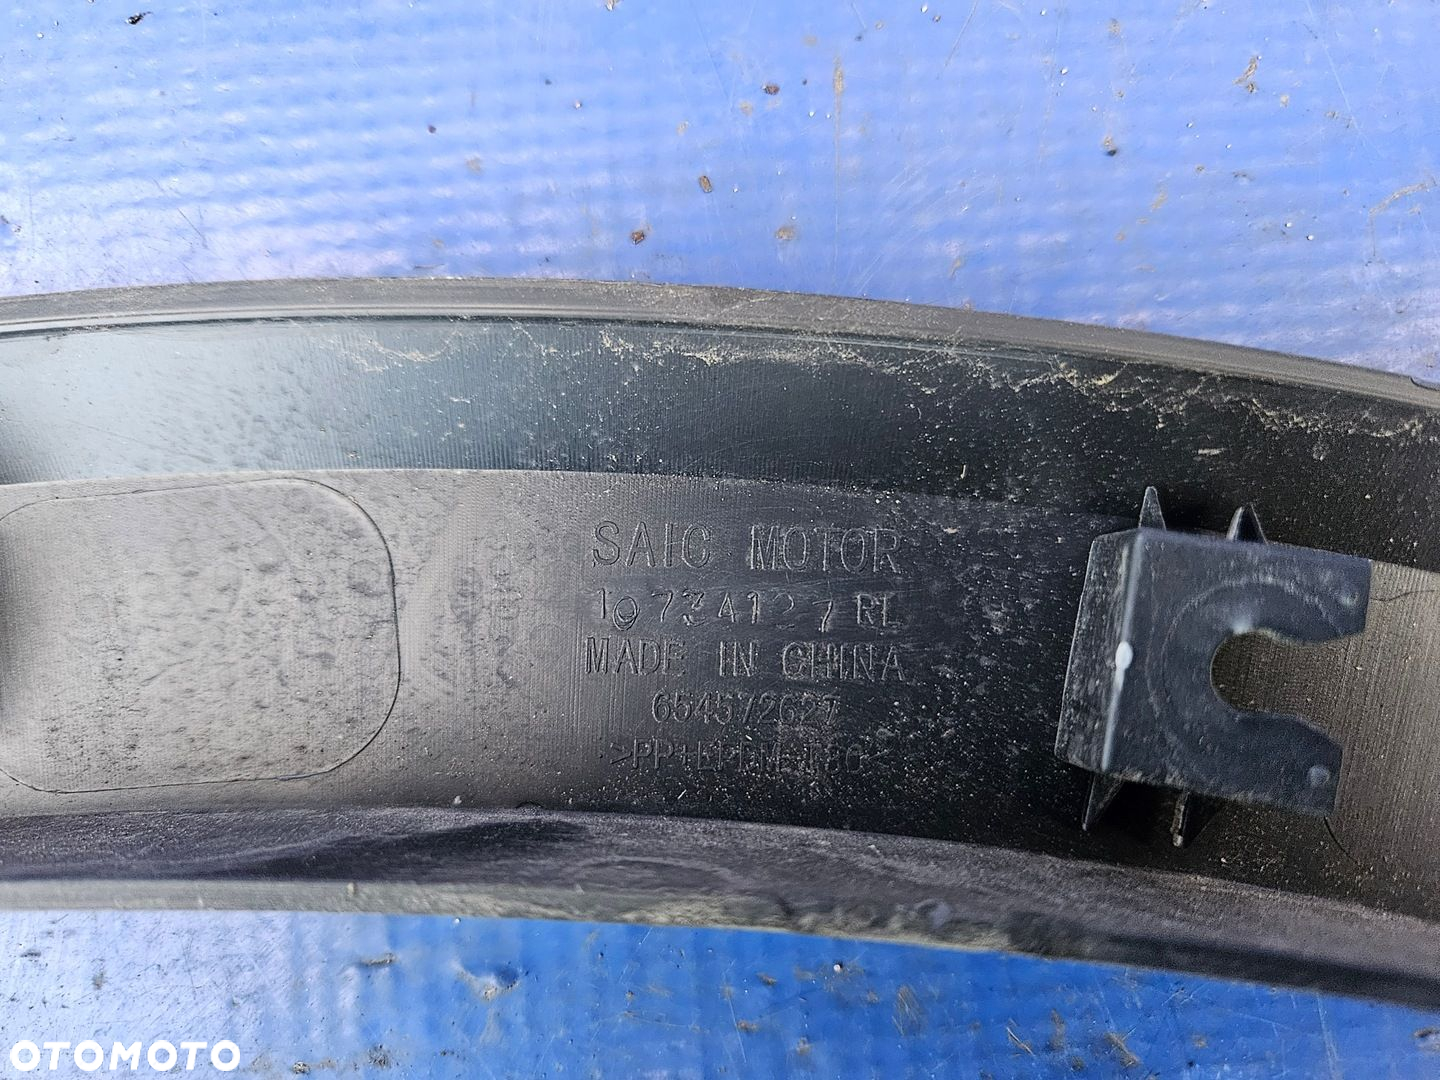 SAIC MOTOR
10734127 RL
MADE IN CHINA
654572627
OTOMOTO